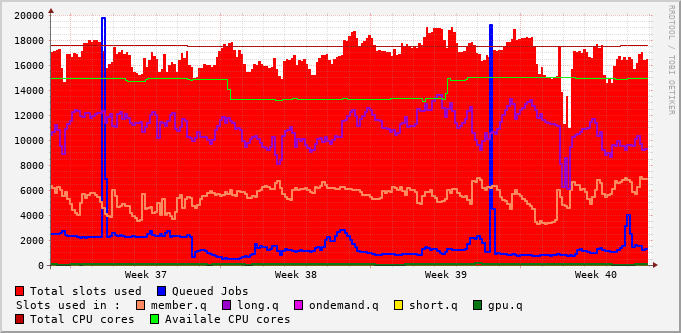 20000
18000
16000
14000
12000
10000
8000
6000
4000
2000
0
Week 37 Week 38 Week 39 Week 40
RRDTOOL / TOBI OETIKER
Total slots used Queued Jobs
Slots used in : member.q long.q ondemand.q short.q gpu.q
Total CPU cores Availale CPU cores